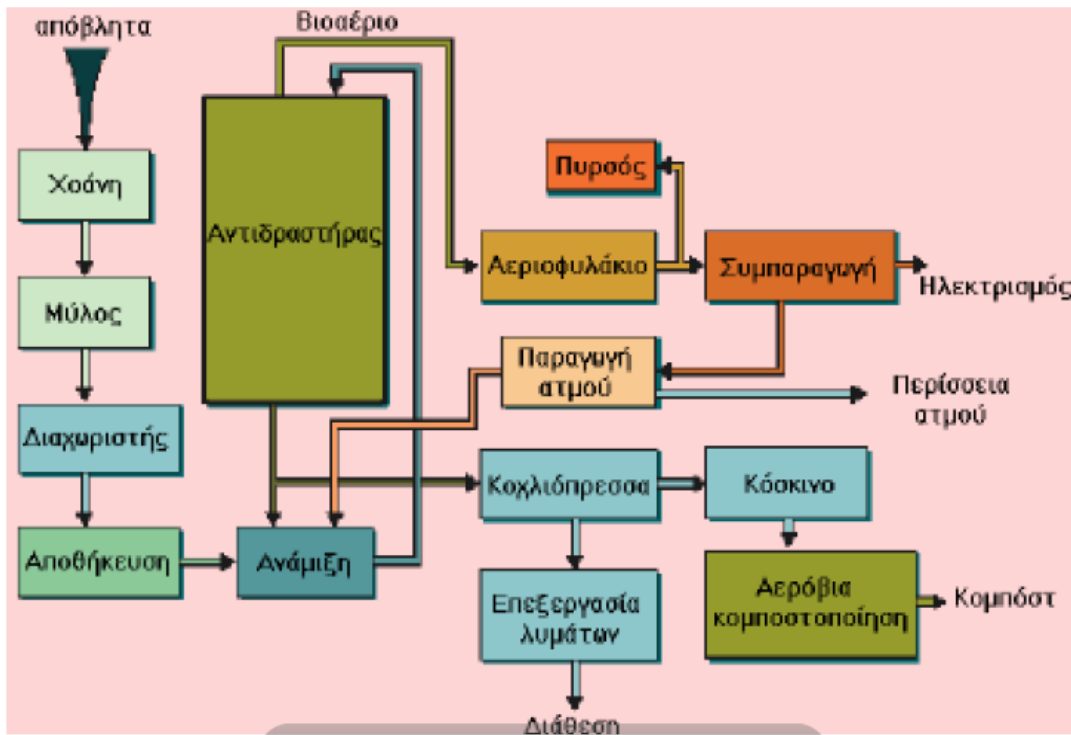 απόβλητα
Βιοαέριο
Χοάνη
Πυρσός
Αντιδραστήρας
Αεριοφυλάκιο
Συμπαραγωγή
Ηλεκτρισμός
Μύλος
Παραγωγή
ατμού
Περίσσεια
ατμού
Διαχωριστής
Κοχλιδπρεσσα
Κόσκινο
Αποθήκευση
Ανάμιξη
Επεξεργασία
λυμάτων
Αερόβια
κομποστοποίηση
Κομπόστ
Διάθεση